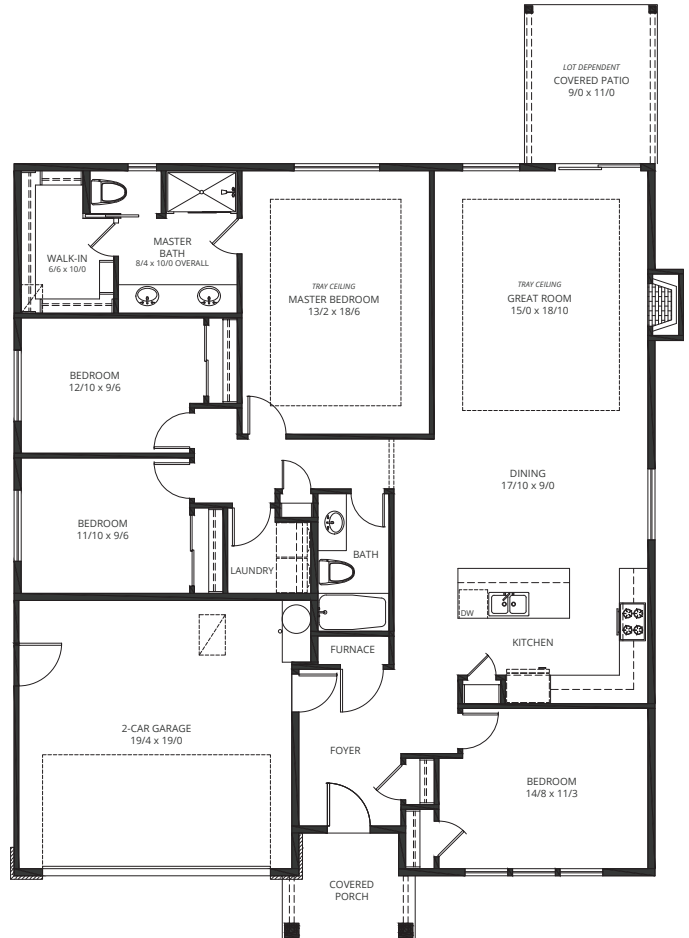 LOT DEPENDENT
COVERED PATIO
9/0 x 11/0
WALK-IN
6/6 x 10/0
MASTER
BATH
8/4 x 10/0 OVERALL
TRAY CEILING
MASTER BEDROOM
13/2 x 18/6
TRAY CEILING
GREAT ROOM
15/0 x 18/10
BEDROOM
12/10 x 9/6
DINING
17/10 x 9/0
BEDROOM
11/10 x 9/6
LAUNDRY
BATH
DW
KITCHEN
FURNACE
2-CAR GARAGE
19/4 x 19/0
FOYER
BEDROOM
14/8 x 11/3
COVERED
PORCH